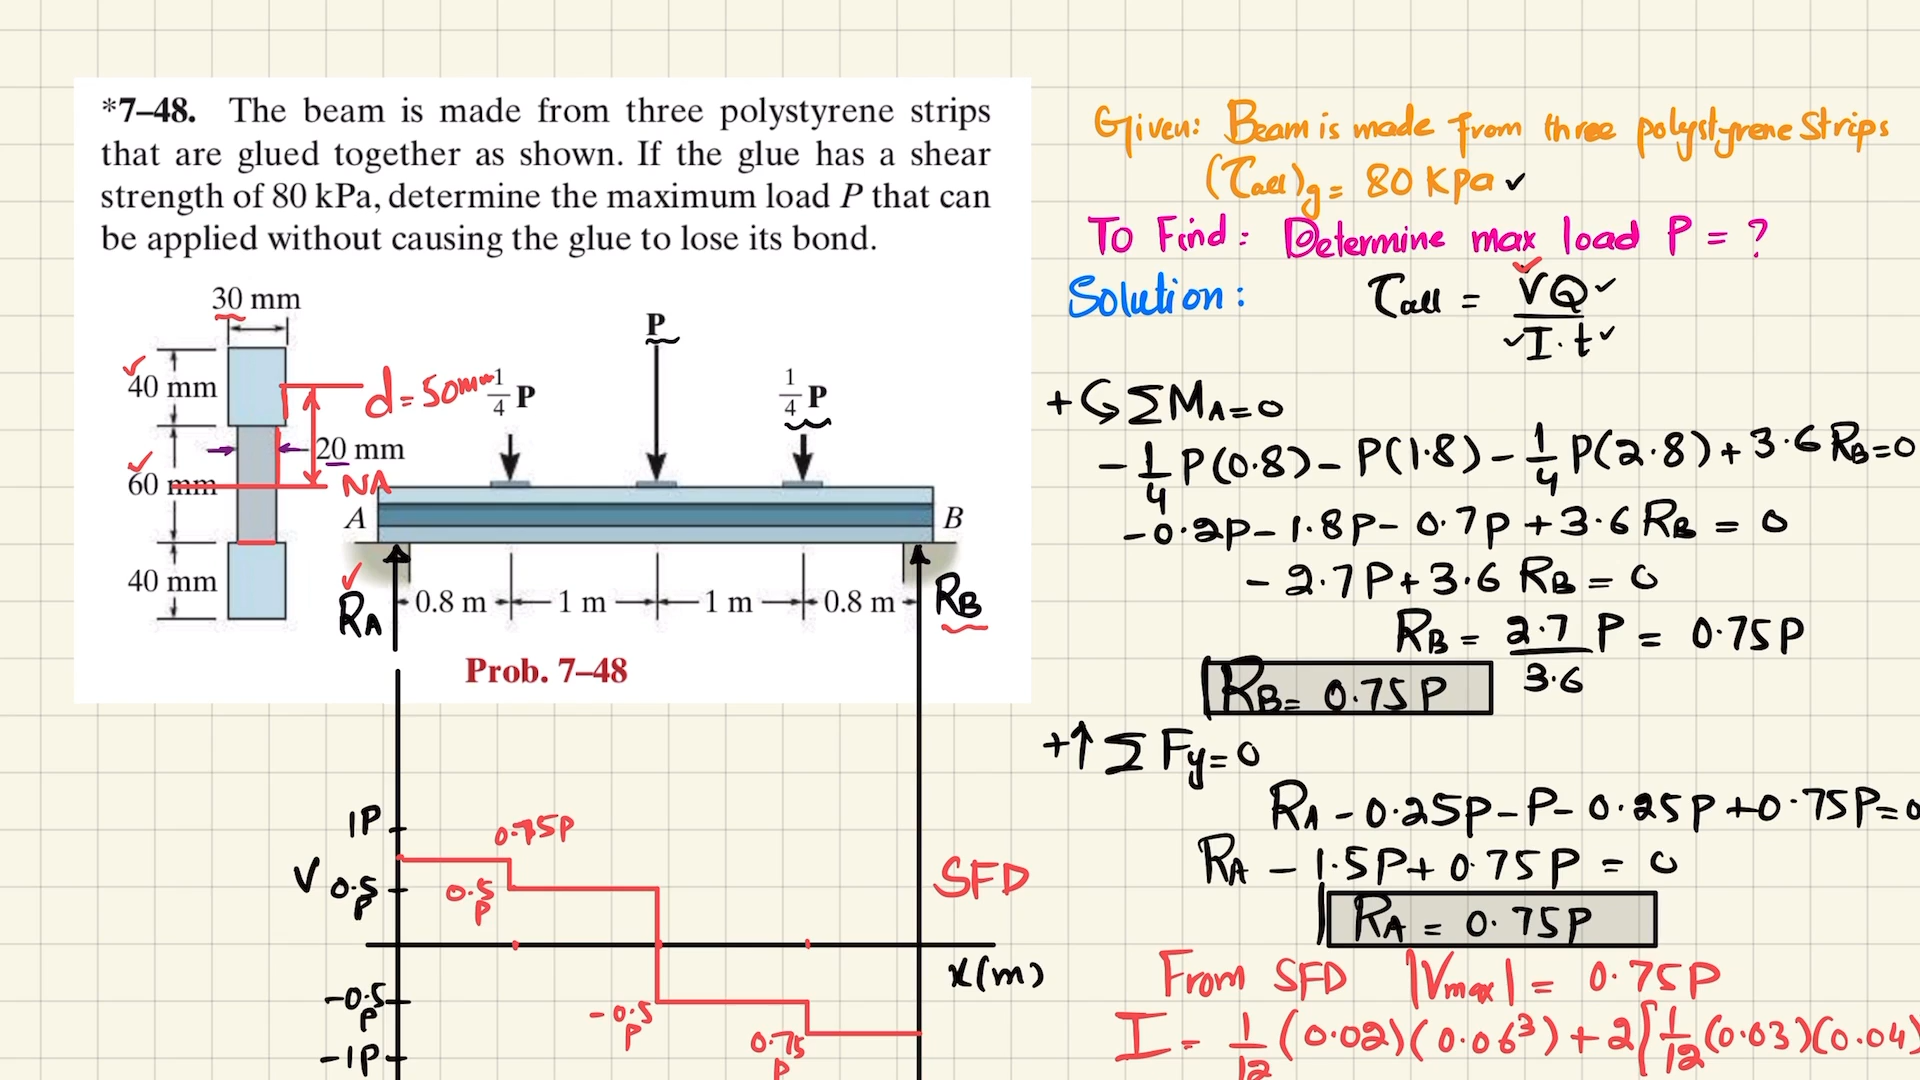 *7–48. The beam is made from three polystyrene strips
that are glued together as shown. If the glue has a shear
strength of 80 kPa, determine the maximum load P that can
be applied without causing the glue to lose its bond.
30 mm
40 mm
d = 50mm
20 mm
60 mm
NA
40 mm
1/4 P
P
1/4 P
A
B
RA
0.8 m
1 m
1 m
0.8 m
RB
Prob. 7–48
1P
V
0.5 P
-0.5 P
-1P
0.75P
0.5 P
-0.5 P
0.75 P
SFD
x(m)
Given: Beam is made from three polystyrene strips
(τall)g = 80 kPa ✓
To Find: Determine max load P = ?
Solution: τall = VQ / I.t
+↺ ΣMA=0
-1/4 P(0.8) - P(1.8) - 1/4 P(2.8) + 3.6 RB=0
-0.2P - 1.8P - 0.7P + 3.6 RB = 0
- 2.7P + 3.6 RB = 0
RB = 2.7/3.6 P = 0.75P
RB = 0.75P
+↑ ΣFy=0
RA - 0.25P - P - 0.25P + 0.75P = 0
RA - 1.5P + 0.75P = 0
RA = 0.75P
From SFD |Vmax| = 0.75P
I = 1/12 (0.02)(0.06³) + 2[1/12 (0.03)(0.04)